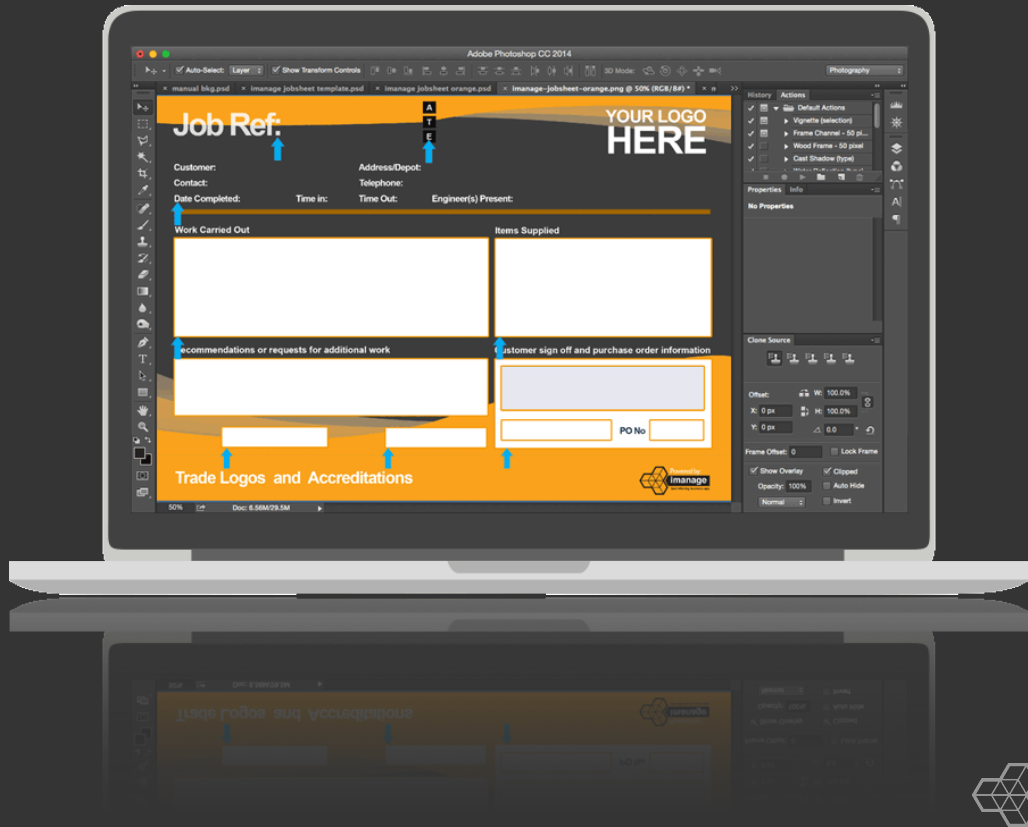 Adobe Photoshop CC 2014
Auto-Select: Layer Show Transform Controls 3D Mode: Photography
× manual bkg.psd × imanage jobsheet template.psd × imanage jobsheet orange.psd × imanage-jobsheet-orange.png @ 50% (RGB/8#) *
Job Ref:
A
T
E
YOUR LOGO
HERE
Customer: Address/Depot:
Contact: Telephone:
Date Completed: Time in: Time Out: Engineer(s) Present:
Work Carried Out Items Supplied
ecommendations or requests for additional work ustomer sign off and purchase order information
PO No
Trade Logos and Accreditations
Powered by:
imanage
50% Doc: 8.56M/29.5M
History Actions
Default Actions
Vignette (selection)
Frame Channel - 50 pi...
Wood Frame - 50 pixel
Cast Shadow (type)
Properties Info
No Properties
Clone Source
Offset: W: 100.0%
X: 0 px H: 100.0%
Y: 0 px 0.0 °
Frame Offset: 0 Lock Frame
Show Overlay Clipped
Opacity: 100% Auto Hide
Normal Invert